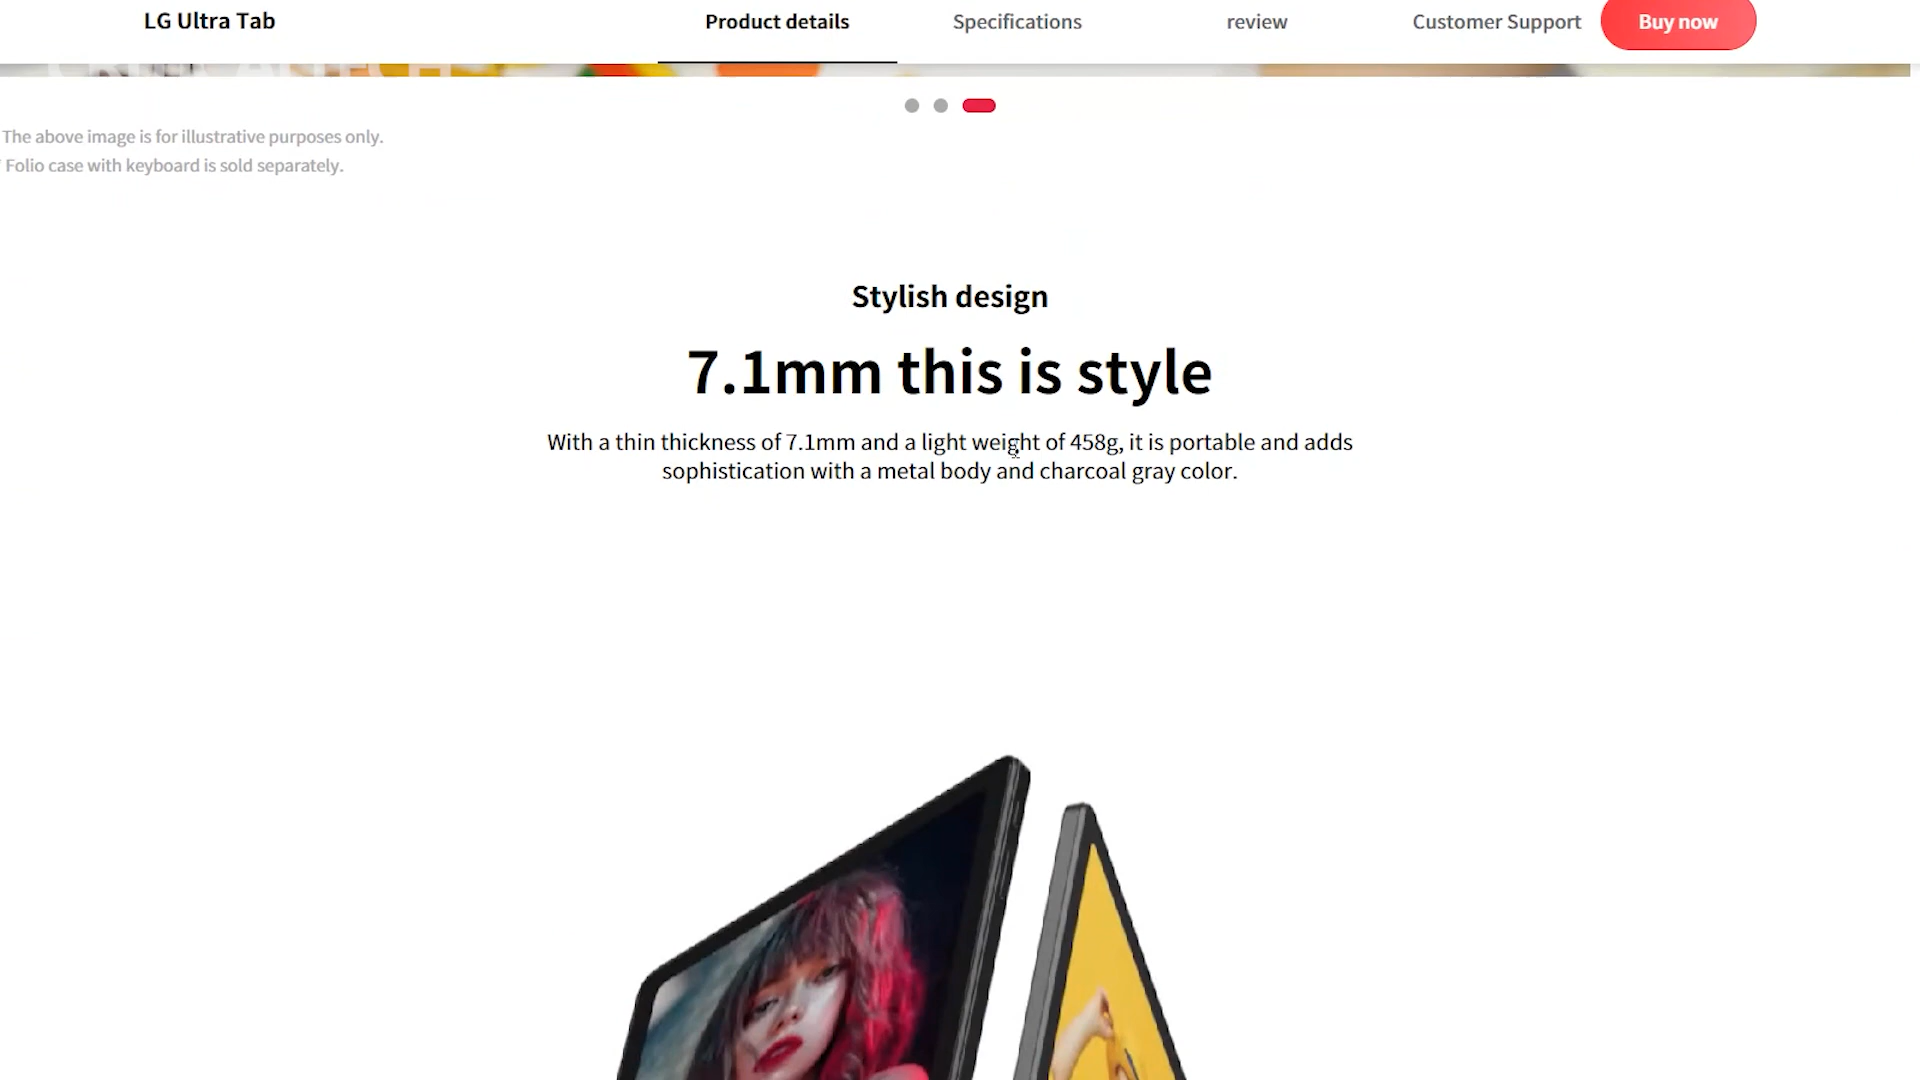 LG Ultra Tab
Product details
Specifications
review
Customer Support
Buy now
The above image is for illustrative purposes only.
Folio case with keyboard is sold separately.
Stylish design
7.1mm this is style
With a thin thickness of 7.1mm and a light weight of 458g, it is portable and adds
sophistication with a metal body and charcoal gray color.